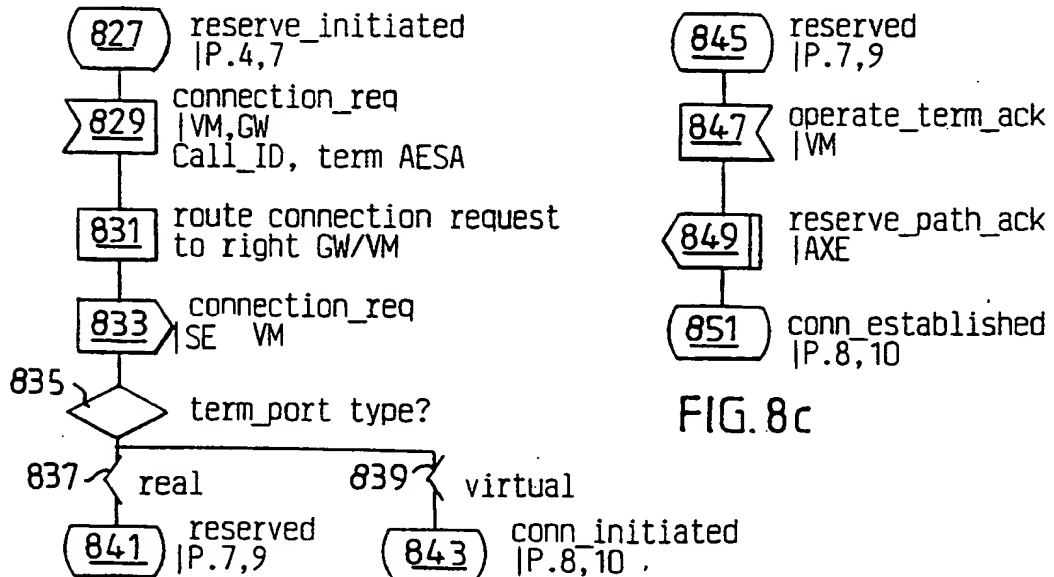 827 reserve_initiated
|P.4,7
829 connection_req
|VM,GW
Call_ID, term AESA
831 route connection request
to right GW/VM
833 connection_req
|SE VM
835 term_port type?
837 real
839 virtual
841 reserved
|P.7,9
843 conn_initiated
|P.8,10
845 reserved
|P.7,9
847 operate_term_ack
|VM
849 reserve_path_ack
|AXE
851 conn_established
|P.8,10
FIG. 8c